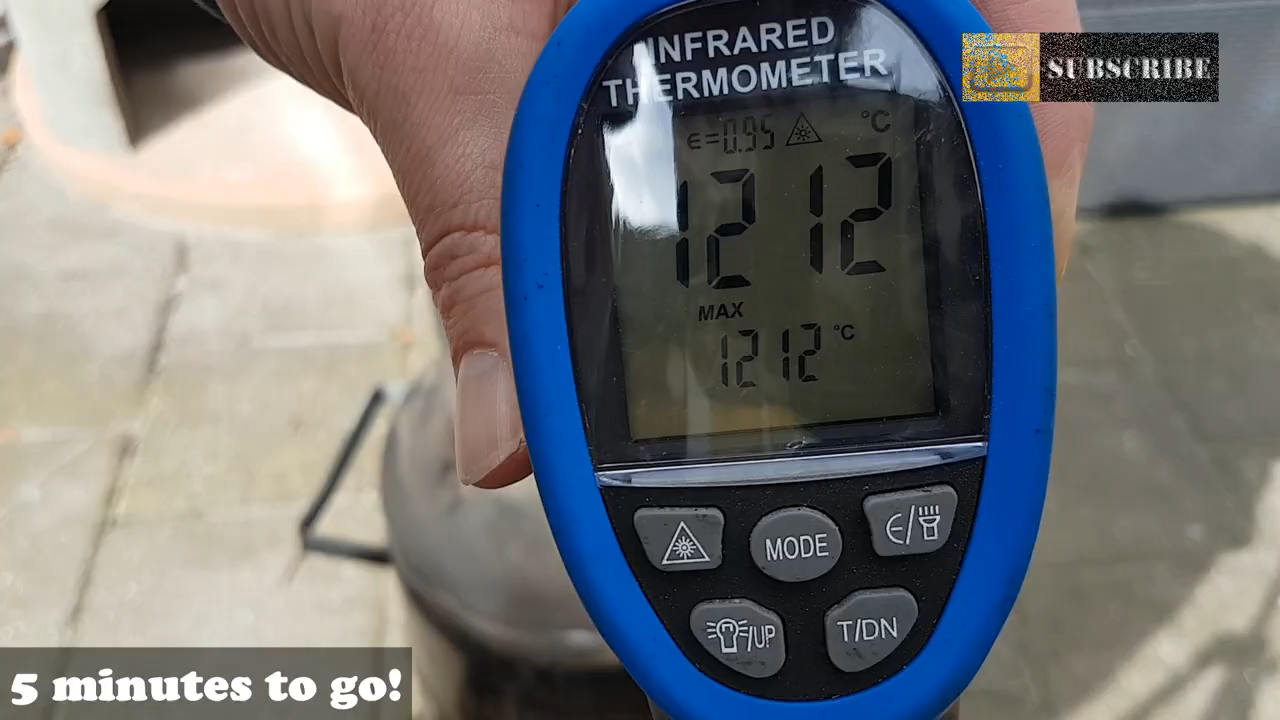 INFRARED
THERMOMETER
SUBSCRIBE
ϵ=0.95 °C
1212
MAX
1212 °C
MODE
ϵ/
/UP
T/DN
5 minutes to go!